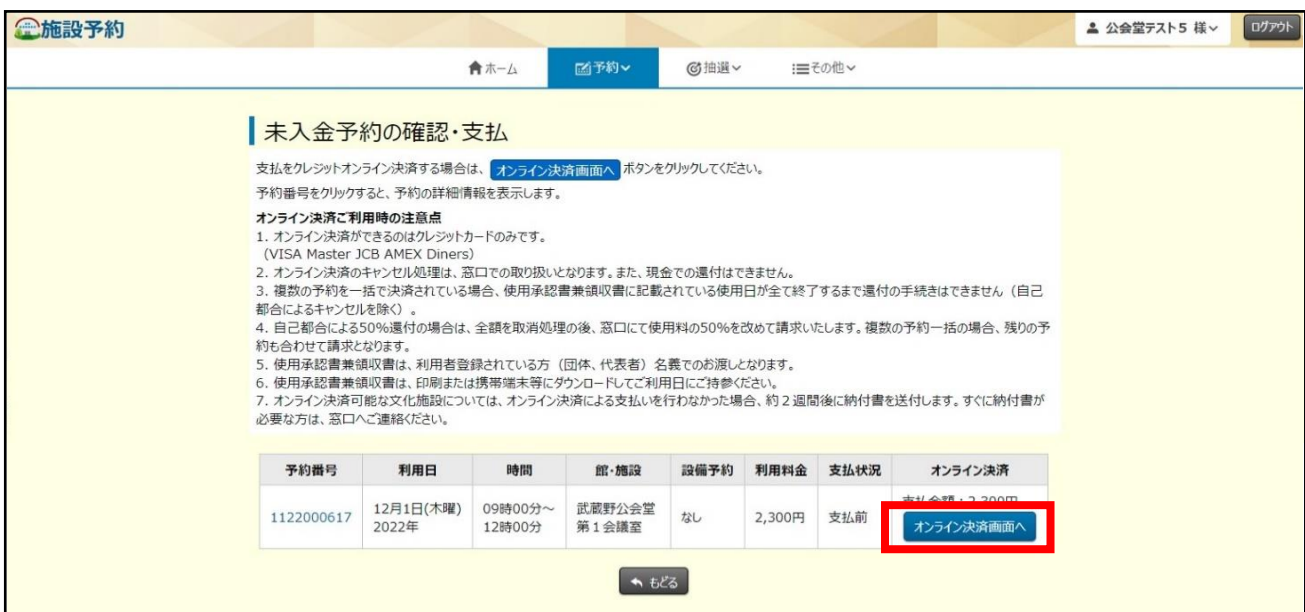 施設予約
公会堂テスト5 様
ログアウト
ホーム
予約
抽選
その他
未入金予約の確認・支払
支払をクレジットオンライン決済する場合は、 オンライン決済画面へ ボタンをクリックしてください。
予約番号をクリックすると、予約の詳細情報を表示します。
オンライン決済ご利用時の注意点
1. オンライン決済ができるのはクレジットカードのみです。
（VISA Master JCB AMEX Diners）
2. オンライン決済のキャンセル処理は、窓口での取り扱いとなります。また、現金での還付はできません。
3. 複数の予約を一括で決済されている場合、使用承認書兼領収書に記載されている使用日が全て終了するまで還付の手続きはできません（自己
都合によるキャンセルを除く）。
4. 自己都合による50%還付の場合は、全額を取消処理の後、窓口にて使用料の50%を改めて請求いたします。複数の予約一括の場合、残りの予
約も合わせて請求となります。
5. 使用承認書兼領収書は、利用者登録されている方（団体、代表者）名義でのお渡しとなります。
6. 使用承認書兼領収書は、印刷または携帯端末等にダウンロードしてご利用日にご持参ください。
7. オンライン決済可能な文化施設については、オンライン決済による支払いを行わなかった場合、約２週間後に納付書を送付します。すぐに納付書が
必要な方は、窓口へご連絡ください。
予約番号 利用日 時間 館・施設 設備予約 利用料金 支払状況 オンライン決済
支払金額：2,300円
1122000617 12月1日(木曜) 09時00分～ 武蔵野公会堂 なし 2,300円 支払前 オンライン決済画面へ
2022年 12時00分 第１会議室
もどる